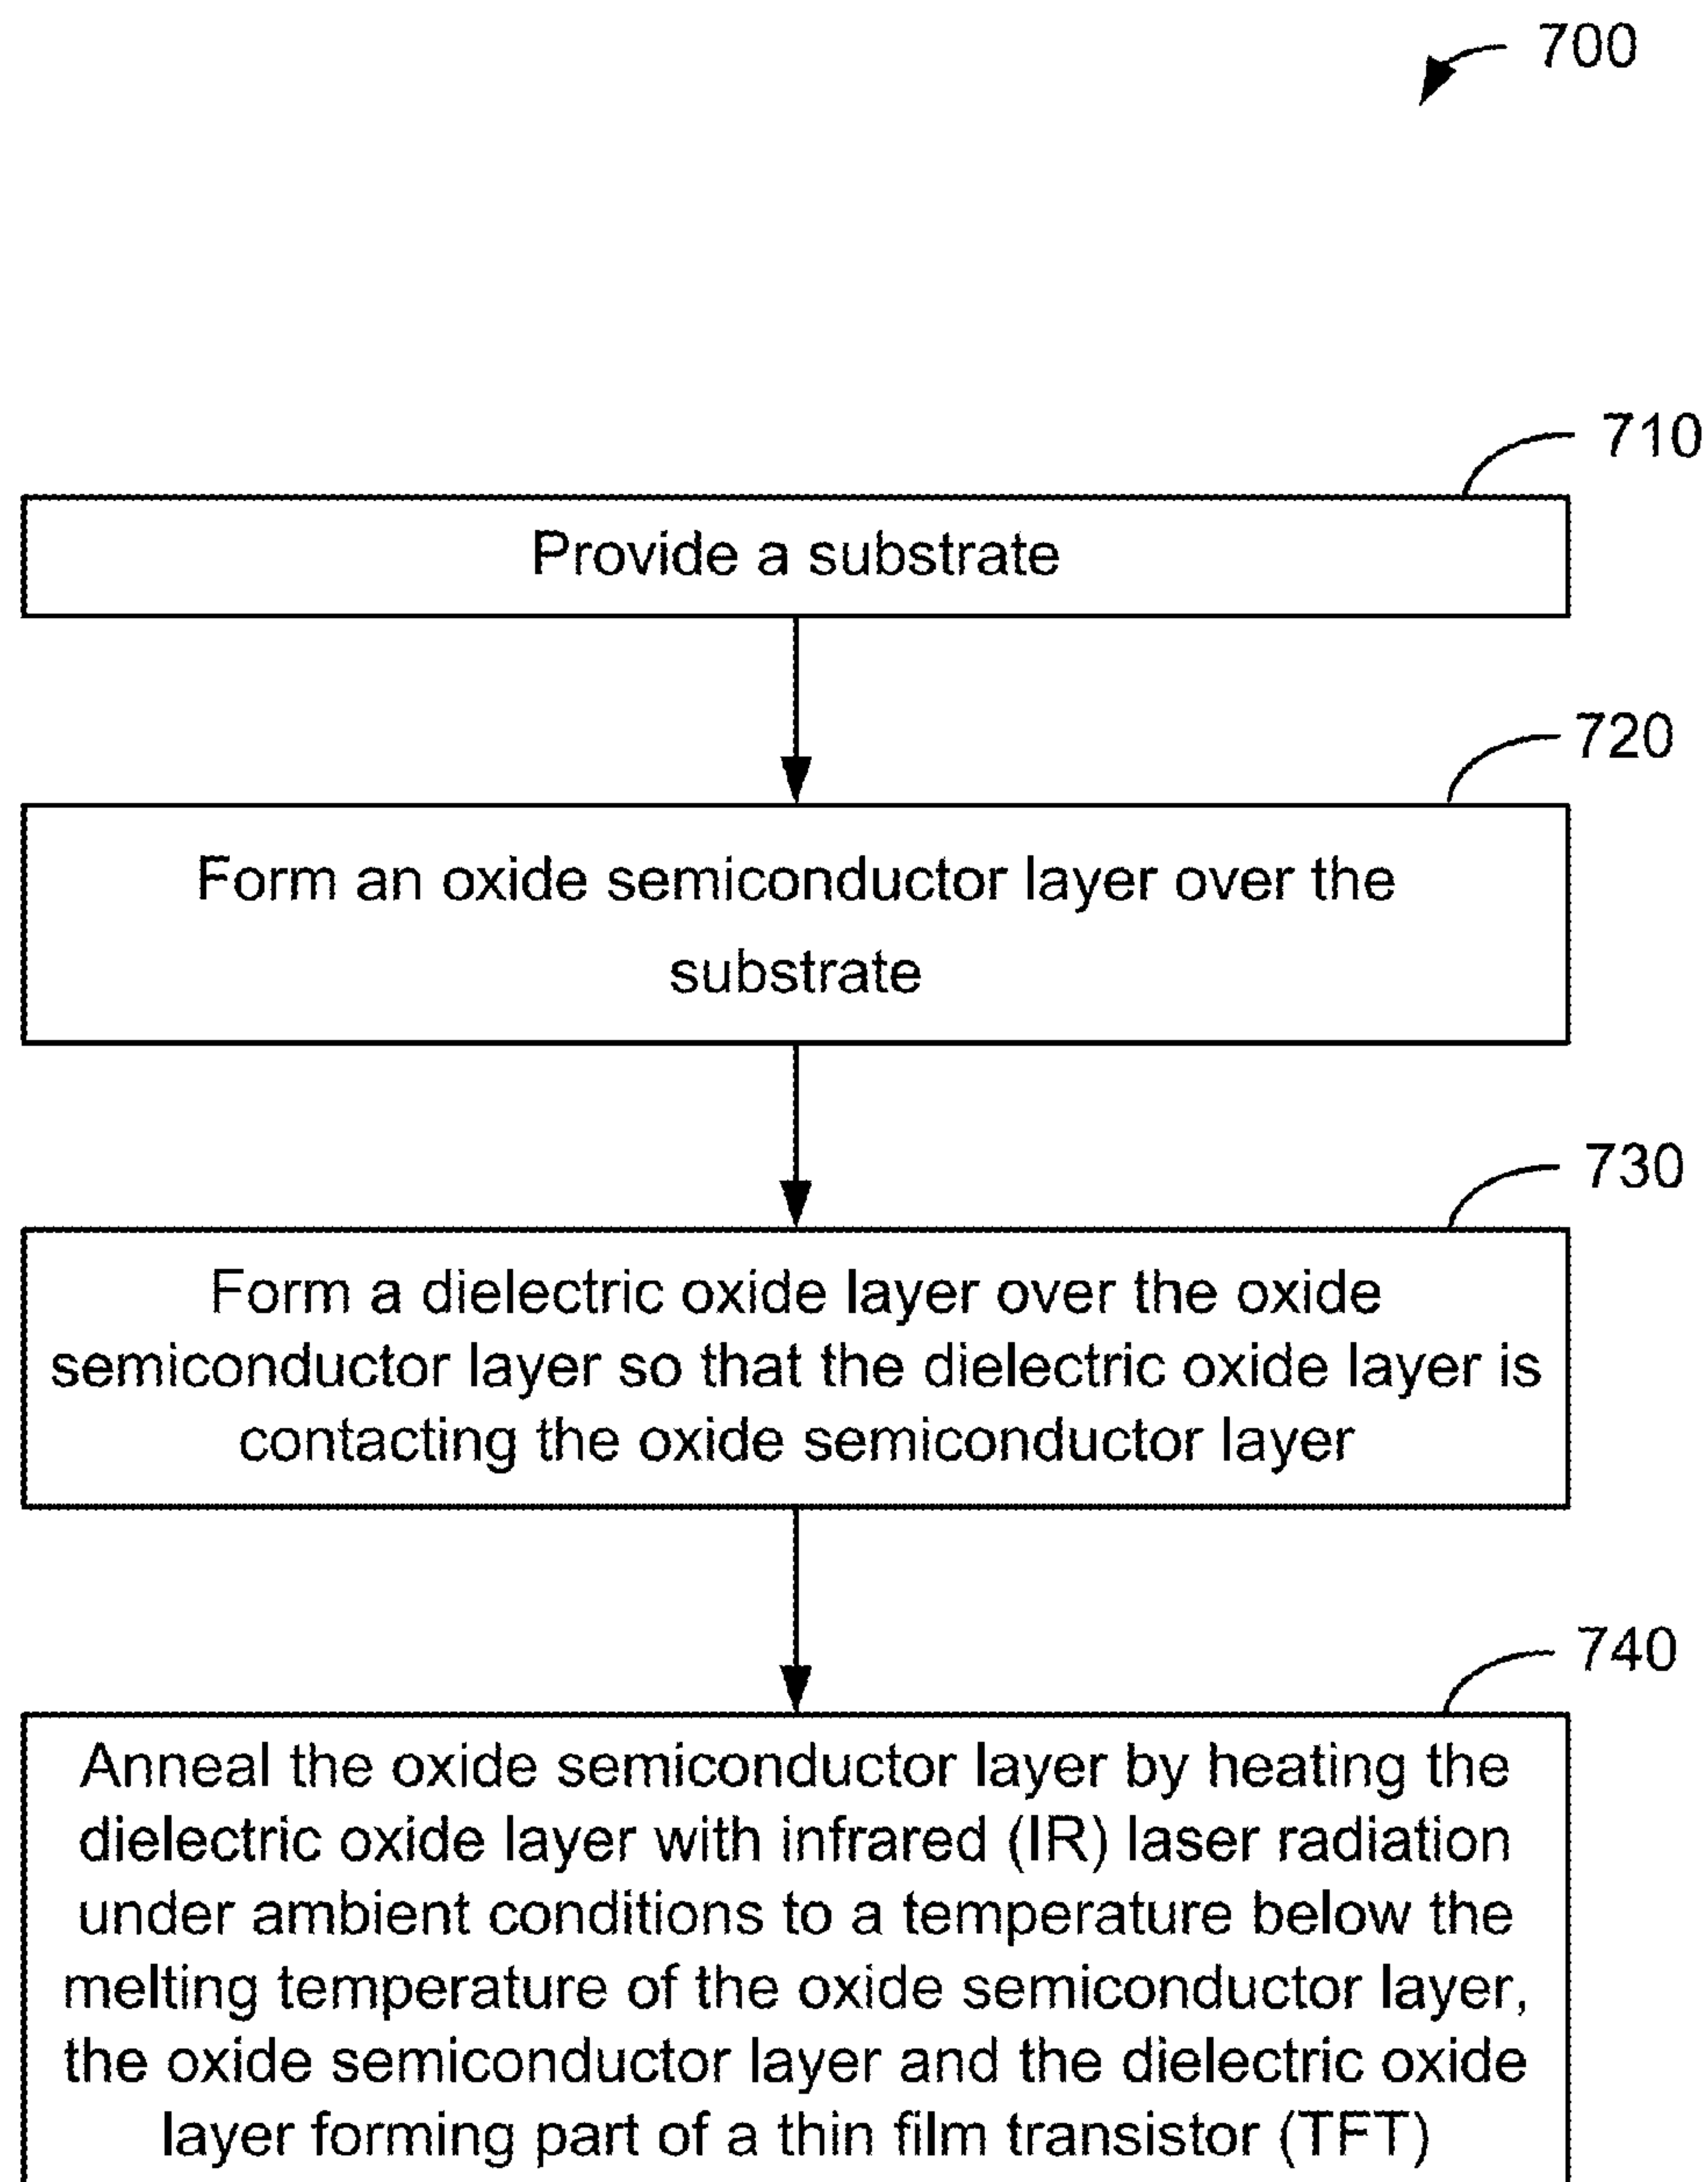 700
710
Provide a substrate
720
Form an oxide semiconductor layer over the
substrate
730
Form a dielectric oxide layer over the oxide
semiconductor layer so that the dielectric oxide layer is
contacting the oxide semiconductor layer
740
Anneal the oxide semiconductor layer by heating the
dielectric oxide layer with infrared (IR) laser radiation
under ambient conditions to a temperature below the
melting temperature of the oxide semiconductor layer,
the oxide semiconductor layer and the dielectric oxide
layer forming part of a thin film transistor (TFT)